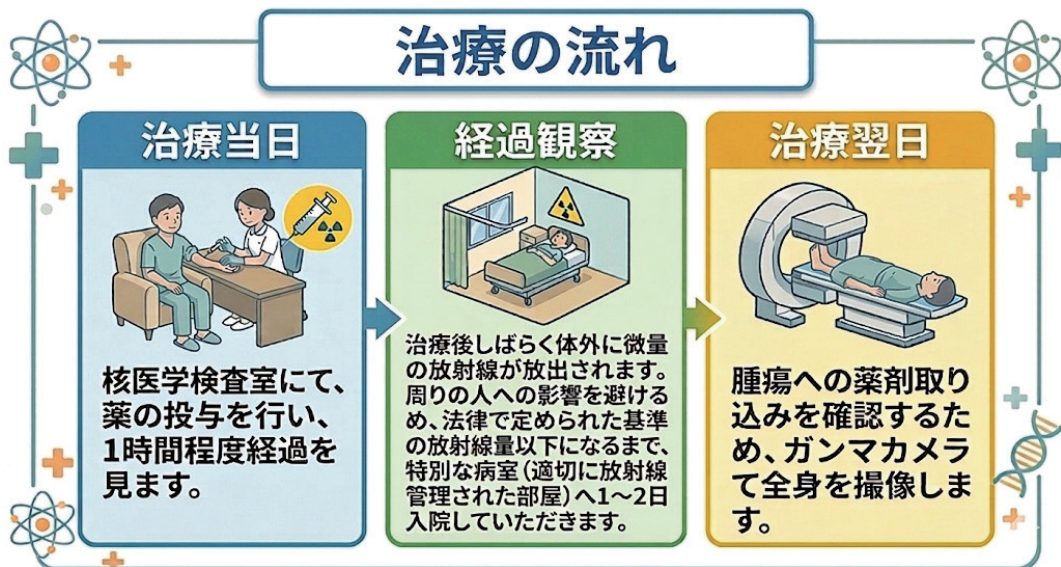 治療の流れ
治療当日
核医学検査室にて、
薬の投与を行い、
1時間程度経過を
見ます。
経過観察
治療後しばらく体外に微量
の放射線が放出されます。
周りの人への影響を避けるた
め、法律で定められた基準
の放射線量以下になるまで、
特別な病室（適切に放射線
管理された部屋）へ1～2日
入院していただきます。
治療翌日
腫瘍への薬剤取り
込みを確認するた
め、ガンマカメラ
て全身を撮像しま
す。